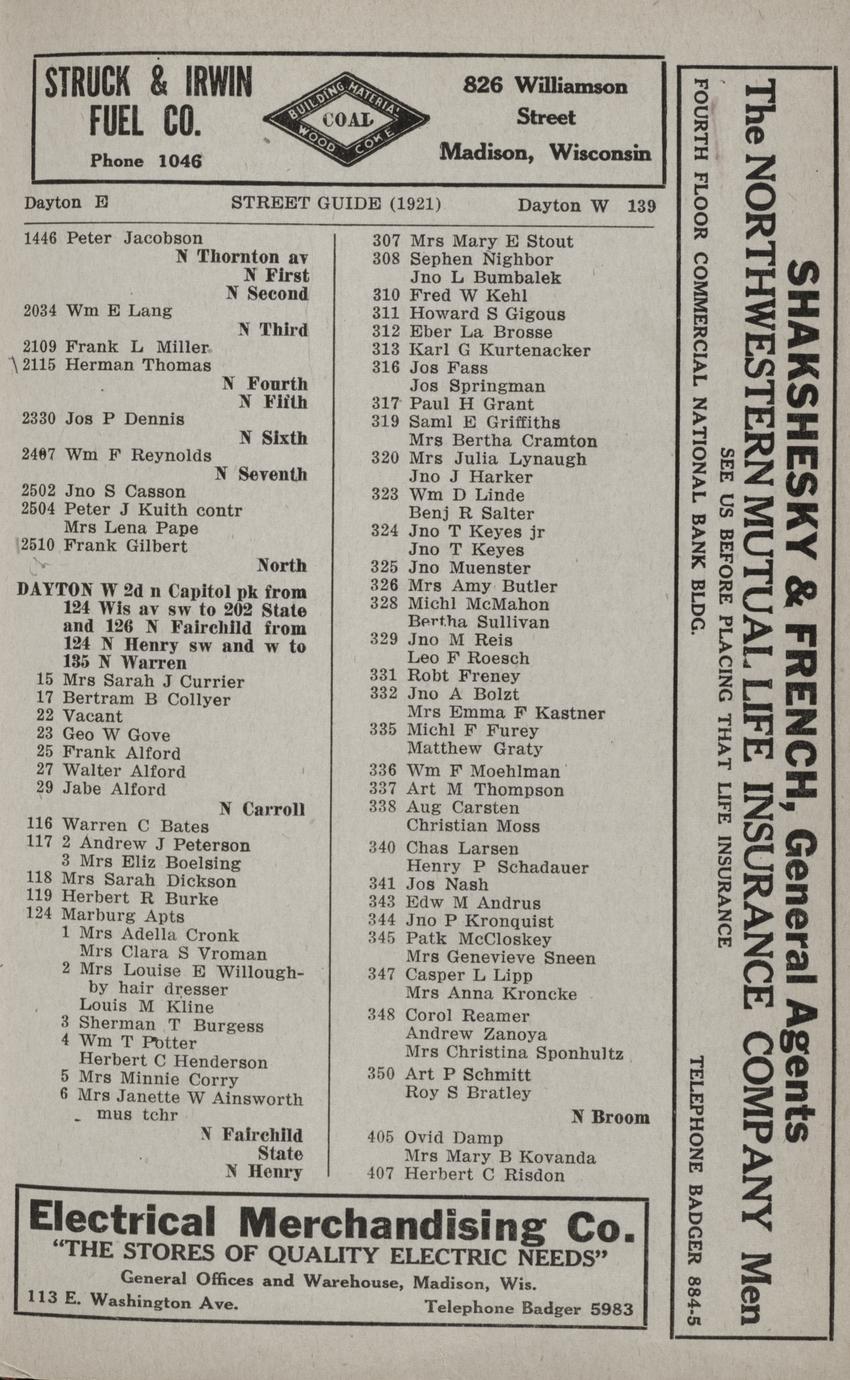 STRUCK & IRWIN
FUEL CO.
Phone 1046
BUILDING MATERIAL
COAL
WOOD COKE
826 Williamson
Street
Madison, Wisconsin
Dayton E STREET GUIDE (1921) Dayton W 139
1446 Peter Jacobson
N Thornton av
N First
N Second
2034 Wm E Lang
N Third
2109 Frank L Miller
2115 Herman Thomas
N Fourth
N Fifth
2330 Jos P Dennis
N Sixth
2407 Wm F Reynolds
N Seventh
2502 Jno S Casson
2504 Peter J Kuith contr
Mrs Lena Pape
2510 Frank Gilbert
North
DAYTON W 2d n Capitol pk from
124 Wis av sw to 202 State
and 126 N Fairchild from
124 N Henry sw and w to
135 N Warren
15 Mrs Sarah J Currier
17 Bertram B Collyer
22 Vacant
23 Geo W Gove
25 Frank Alford
27 Walter Alford
29 Jabe Alford
N Carroll
116 Warren C Bates
117 2 Andrew J Peterson
3 Mrs Eliz Boelsing
118 Mrs Sarah Dickson
119 Herbert R Burke
124 Marburg Apts
1 Mrs Adella Cronk
Mrs Clara S Vroman
2 Mrs Louise E Willough-
by hair dresser
Louis M Kline
3 Sherman T Burgess
4 Wm T Potter
Herbert C Henderson
5 Mrs Minnie Corry
6 Mrs Janette W Ainsworth
mus tchr
N Fairchild
State
N Henry
307 Mrs Mary E Stout
308 Sephen Nighbor
Jno L Bumbalek
310 Fred W Kehl
311 Howard S Gigous
312 Eber La Brosse
313 Karl G Kurtenacker
316 Jos Fass
Jos Springman
317 Paul H Grant
319 Saml E Griffiths
Mrs Bertha Cramton
320 Mrs Julia Lynaugh
Jno J Harker
323 Wm D Linde
Benj R Salter
324 Jno T Keyes jr
Jno T Keyes
325 Jno Muenster
326 Mrs Amy Butler
328 Michl McMahon
Bertha Sullivan
329 Jno M Reis
Leo F Roesch
331 Robt Freney
332 Jno A Bolzt
Mrs Emma F Kastner
335 Michl F Furey
Matthew Graty
336 Wm F Moehlman
337 Art M Thompson
338 Aug Carsten
Christian Moss
340 Chas Larsen
Henry P Schadauer
341 Jos Nash
343 Edw M Andrus
344 Jno P Kronquist
345 Patk McCloskey
Mrs Genevieve Sneen
347 Casper L Lipp
Mrs Anna Kroncke
348 Corol Reamer
Andrew Zanoya
Mrs Christina Sponhultz
350 Art P Schmitt
Roy S Bratley
N Broom
405 Ovid Damp
Mrs Mary B Kovanda
407 Herbert C Risdon
Electrical Merchandising Co.
"THE STORES OF QUALITY ELECTRIC NEEDS"
General Offices and Warehouse, Madison, Wis.
113 E. Washington Ave. Telephone Badger 5983
SHAKSHESKY & FRENCH, General Agents
The NORTHWESTERN MUTUAL LIFE INSURANCE COMPANY Men
SEE US BEFORE PLACING THAT LIFE INSURANCE
FOURTH FLOOR COMMERCIAL NATIONAL BANK BLDG. TELEPHONE BADGER 884-5